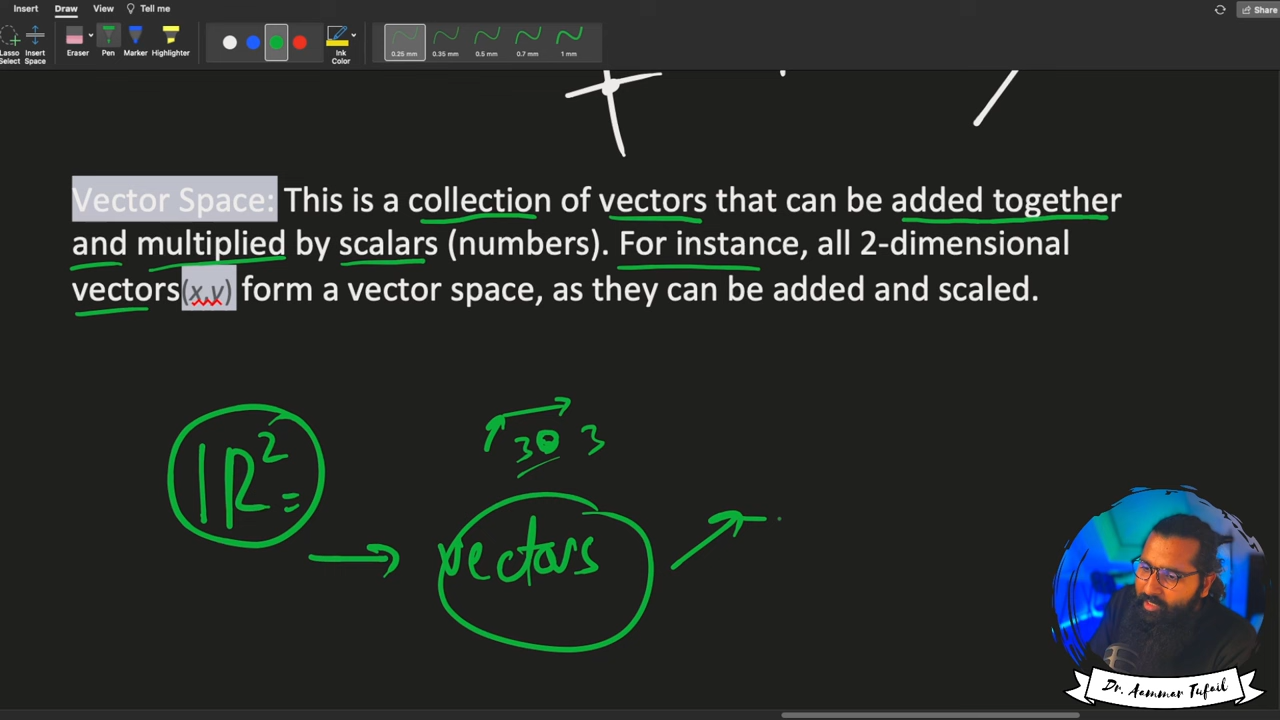 Insert Draw View Tell me Share
Lasso Select Insert Space Eraser Pen Marker Highlighter Ink Color 0.25 mm 0.35 mm 0.5 mm 0.7 mm 1 mm
Vector Space: This is a collection of vectors that can be added together
and multiplied by scalars (numbers). For instance, all 2-dimensional
vectors(x,y) form a vector space, as they can be added and scaled.
3 3
IR² =
vectors
Dr. Aammar Tufail